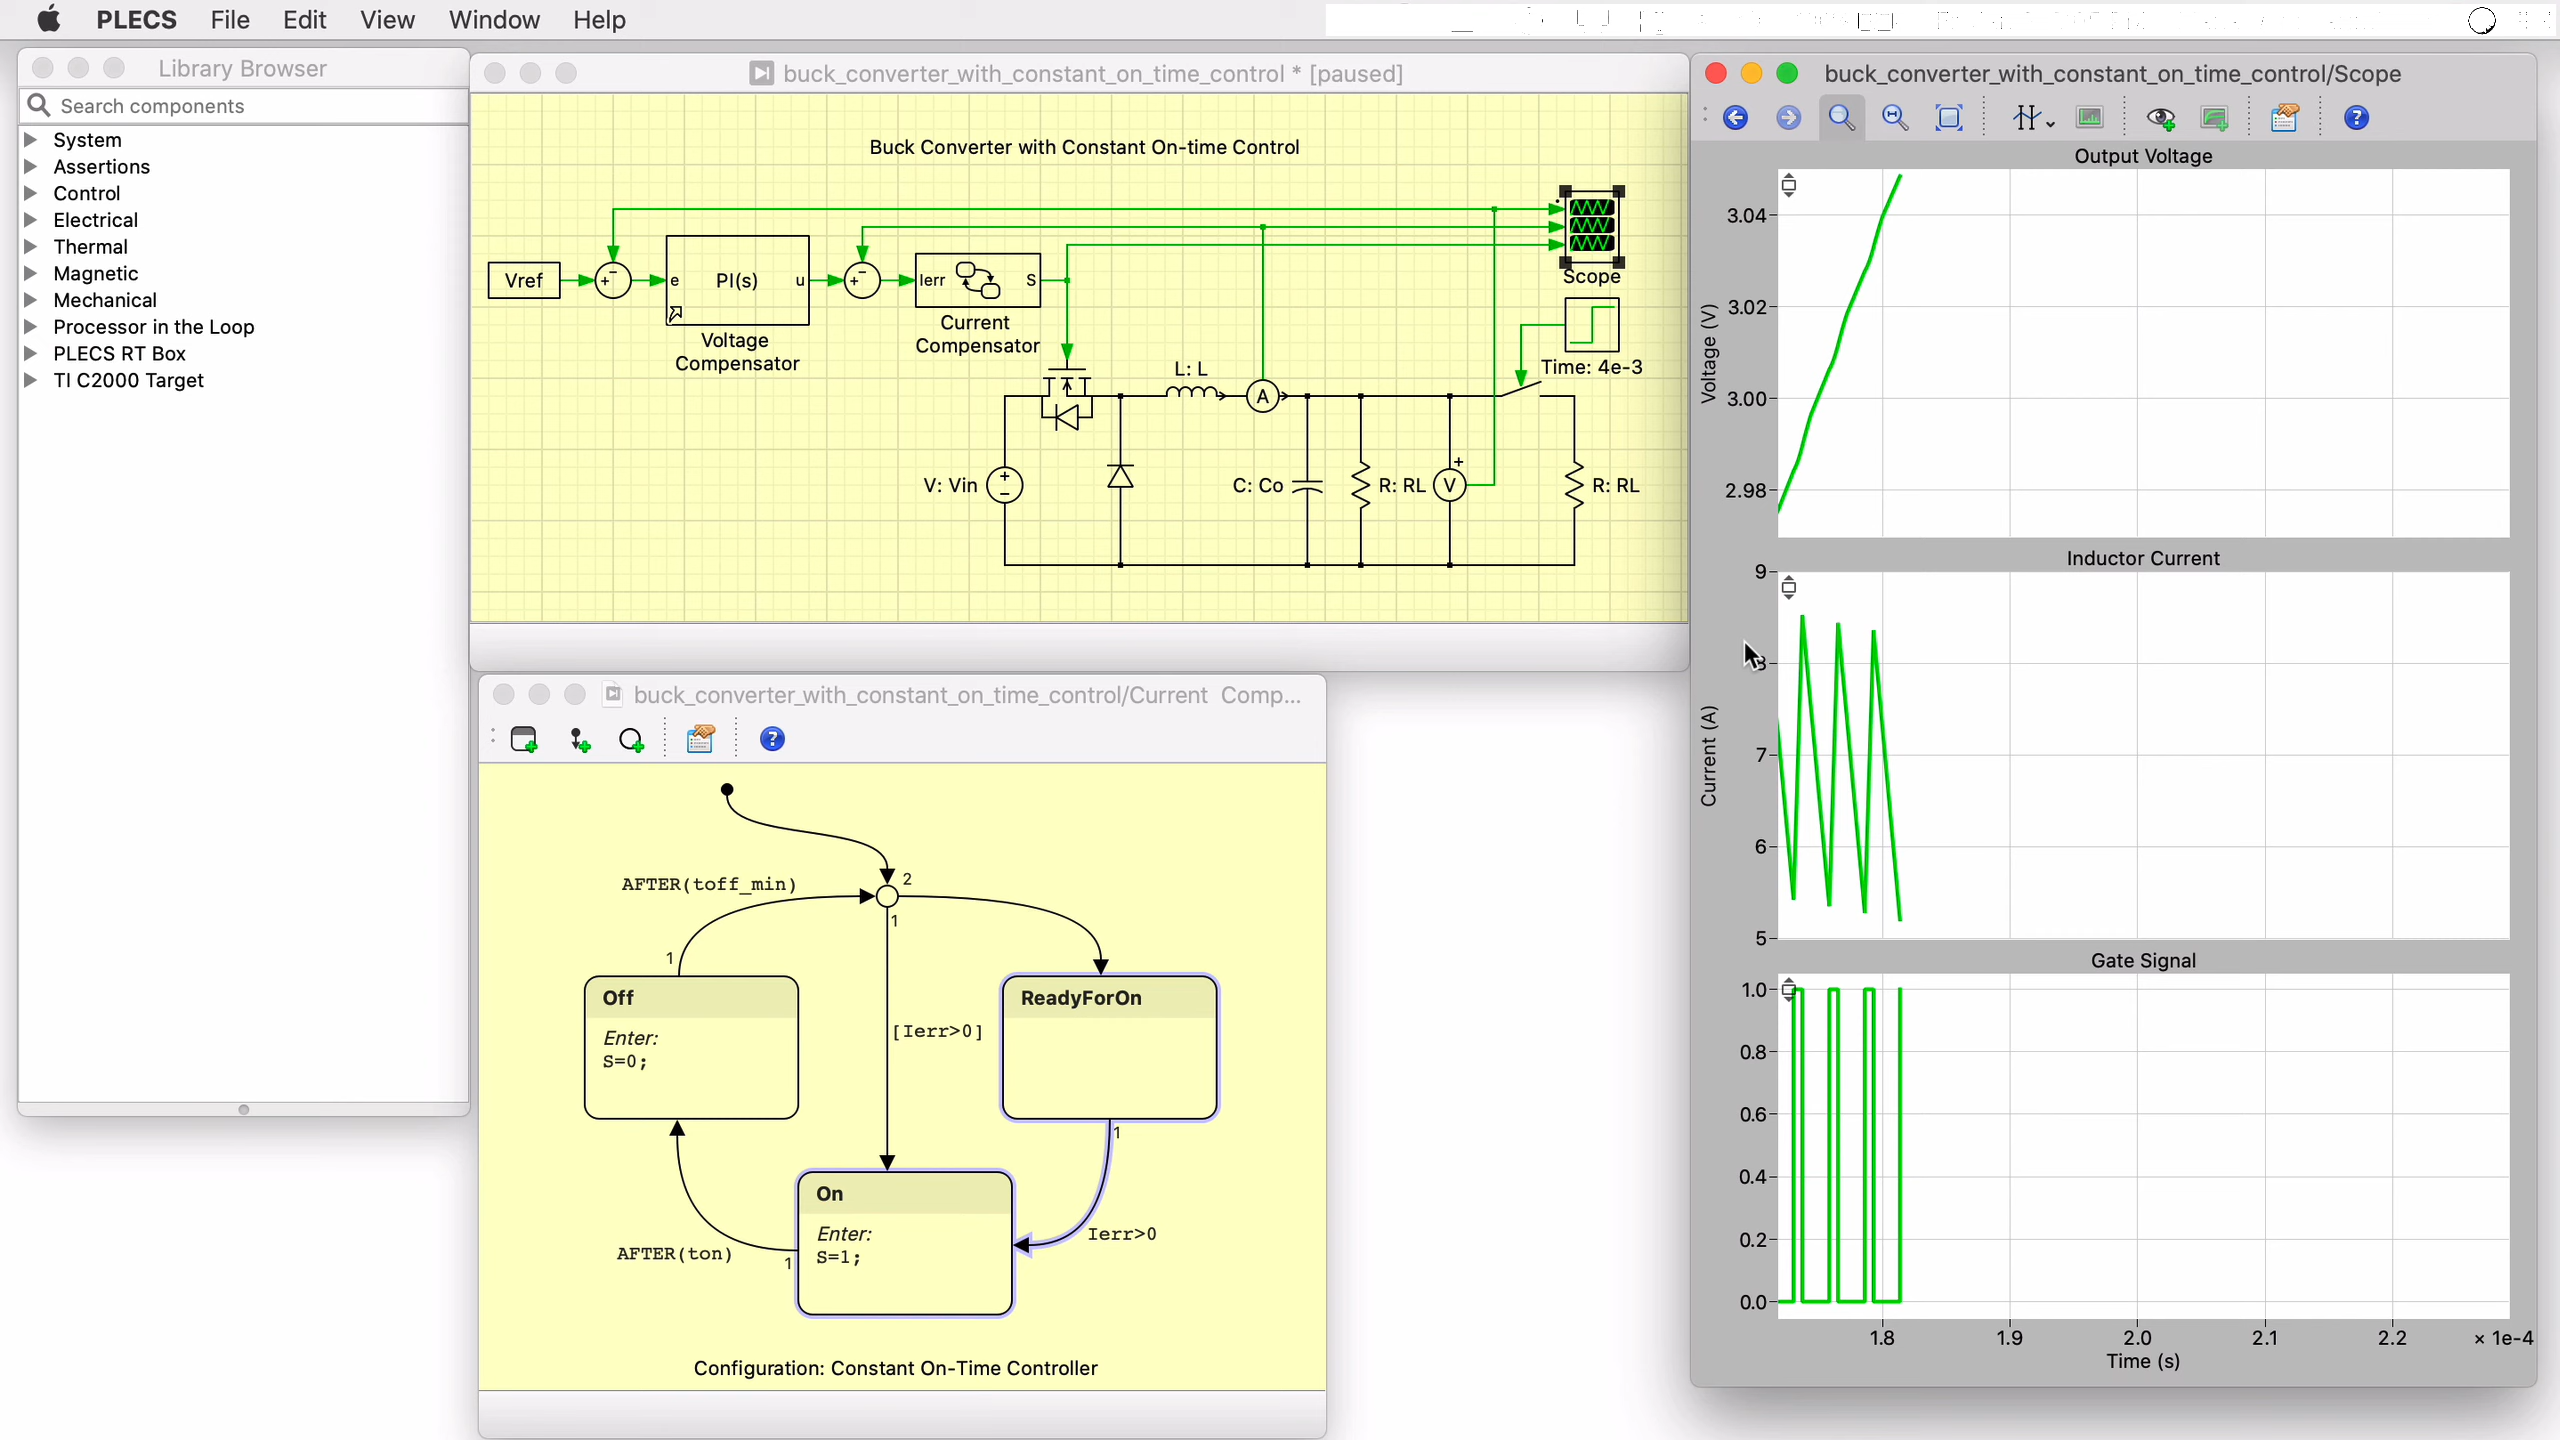 PLECS File Edit View Window Help
Library Browser
Search components
System
Assertions
Control
Electrical
Thermal
Magnetic
Mechanical
Processor in the Loop
PLECS RT Box
TI C2000 Target
buck_converter_with_constant_on_time_control * [paused]
Buck Converter with Constant On-time Control
Vref
+
−
e
PI(s)
u
Voltage
Compensator
+
−
Ierr
S
Current
Compensator
Scope
Time: 4e-3
L: L
A
V: Vin
+
−
C: Co
R: RL
V
+
R: RL
buck_converter_with_constant_on_time_control/Current Comp...
AFTER(toff_min)
2
1
1
Off
Enter:
S=0;
[Ierr>0]
ReadyForOn
1
On
Enter:
S=1;
Ierr>0
AFTER(ton)
1
Configuration: Constant On-Time Controller
buck_converter_with_constant_on_time_control/Scope
Output Voltage
Voltage (V)
3.04
3.02
3.00
2.98
Inductor Current
Current (A)
9
8
7
6
5
Gate Signal
1.0
0.8
0.6
0.4
0.2
0.0
1.8 1.9 2.0 2.1 2.2 × 1e-4
Time (s)